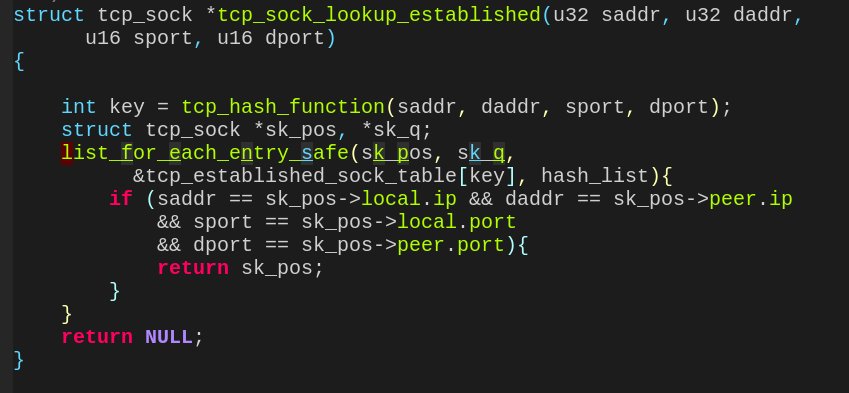 struct tcp_sock *tcp_sock_lookup_established(u32 saddr, u32 daddr,
      u16 sport, u16 dport)
{

    int key = tcp_hash_function(saddr, daddr, sport, dport);
    struct tcp_sock *sk_pos, *sk_q;
    list_for_each_entry_safe(sk_pos, sk_q,
          &tcp_established_sock_table[key], hash_list){
        if (saddr == sk_pos->local.ip && daddr == sk_pos->peer.ip
            && sport == sk_pos->local.port
            && dport == sk_pos->peer.port){
            return sk_pos;
        }
    }
    return NULL;
}